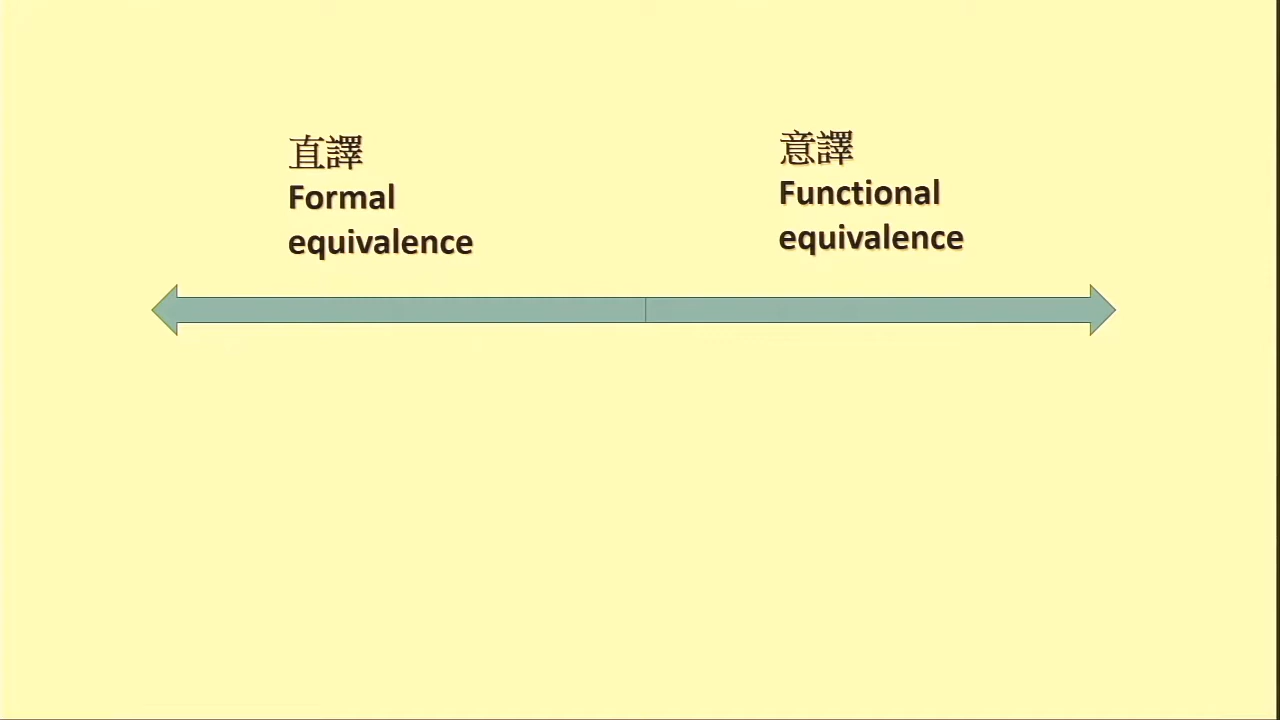 直譯
Formal
equivalence
意譯
Functional
equivalence